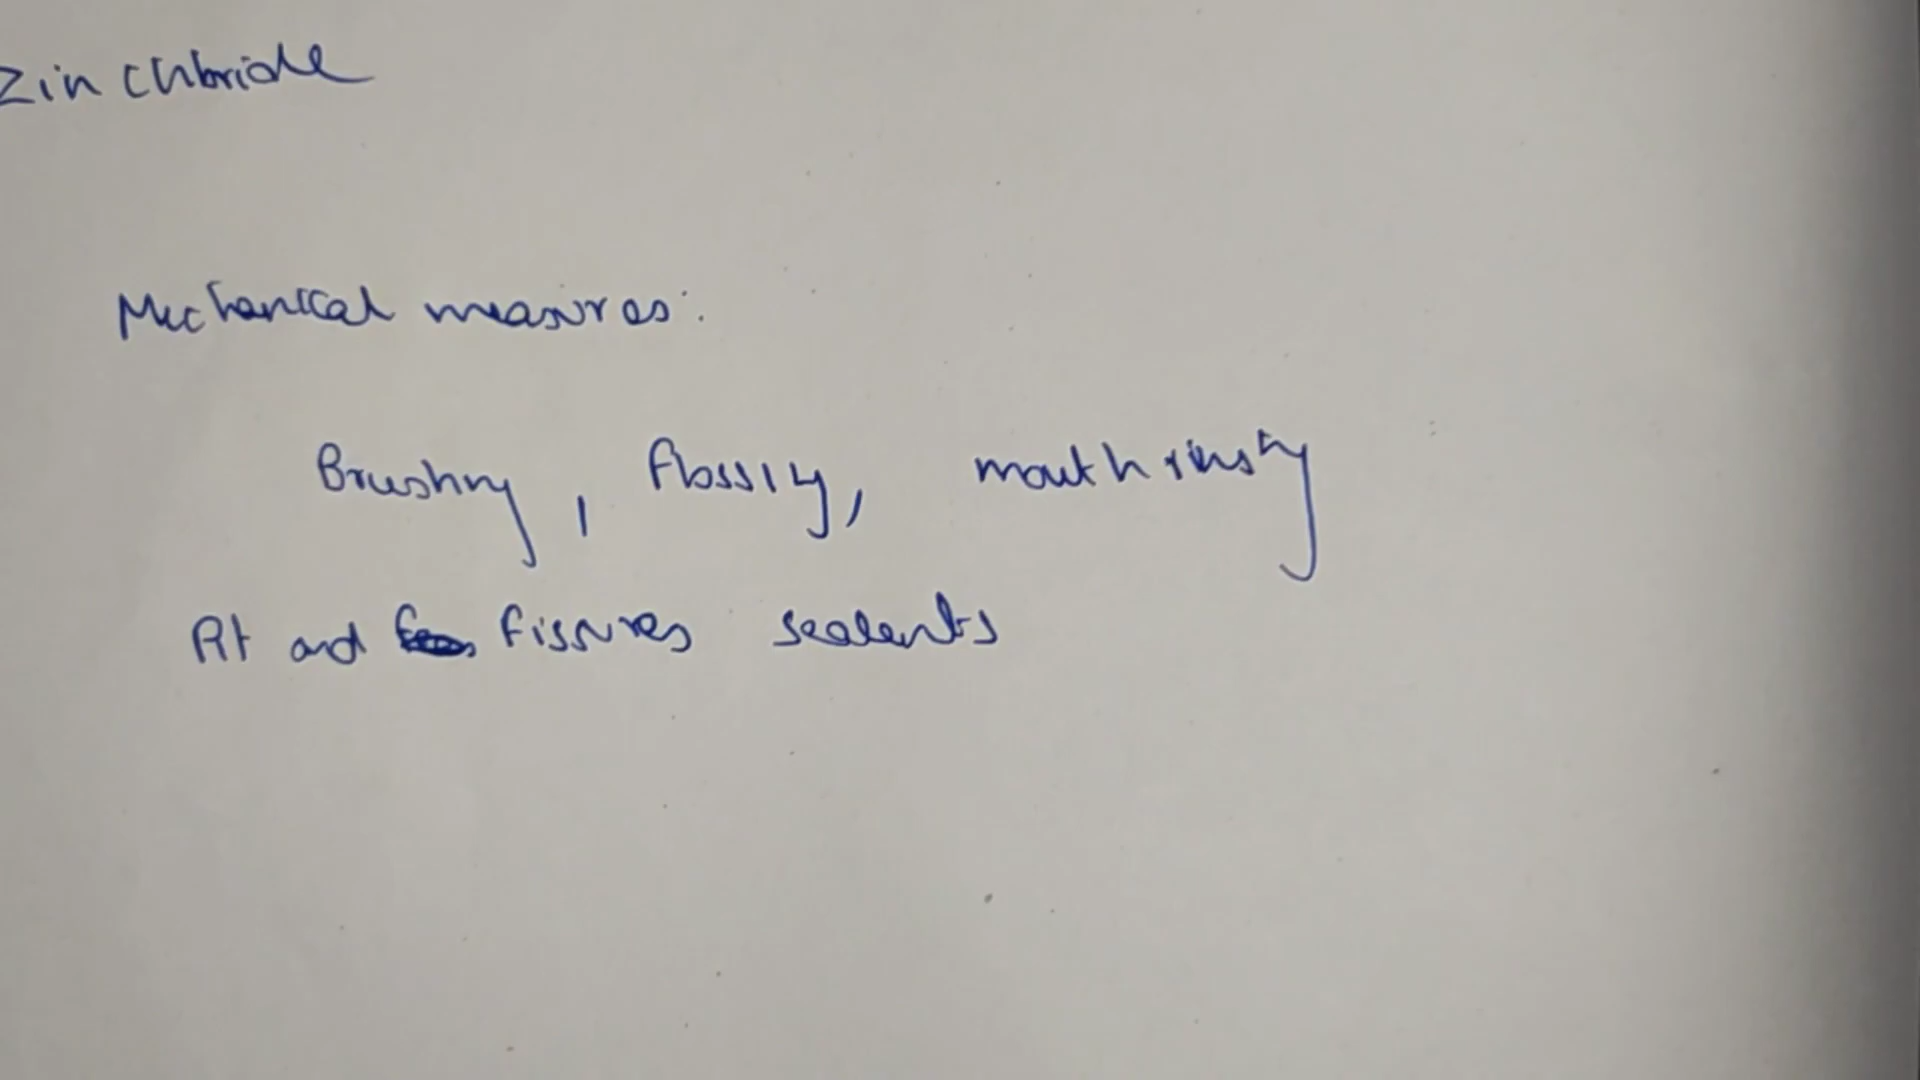 Zin chloride
Mechanical measures:
Brushing, flossing, mouth rinsing
Pit and fissures sealents